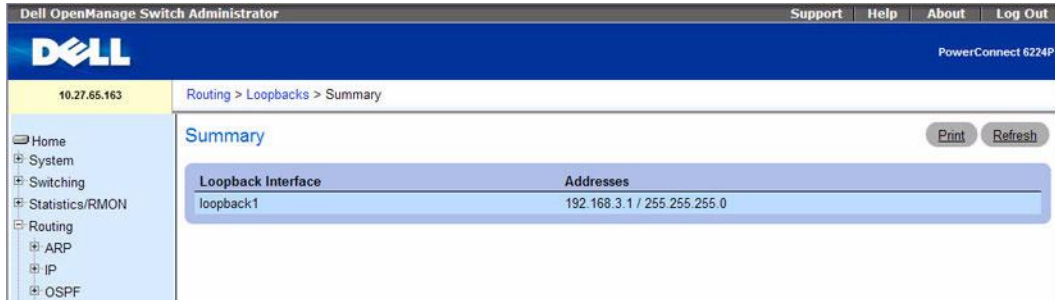 Dell OpenManage Switch Administrator Support Help About Log Out
DELL
PowerConnect 6224P
10.27.65.163 Routing > Loopbacks > Summary
Home
System
Switching
Statistics/RMON
Routing
ARP
IP
OSPF
Summary Print Refresh
Loopback Interface Addresses
loopback1 192.168.3.1 / 255.255.255.0